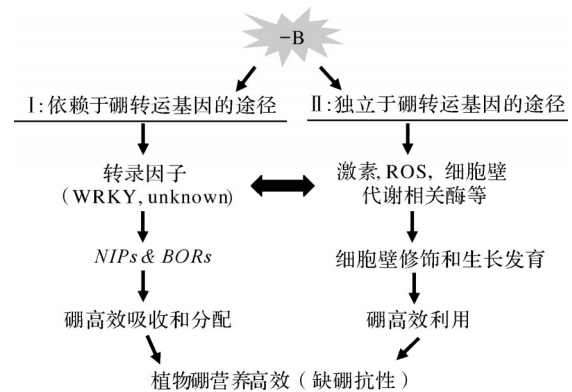 -B
I:依赖于硼转运基因的途径
II:独立于硼转运基因的途径
转录因子
(WRKY, unknown)
激素, ROS, 细胞壁
代谢相关酶等
NIPs & BORs
细胞壁修饰和生长发育
硼高效吸收和分配
硼高效利用
植物硼营养高效(缺硼抗性)